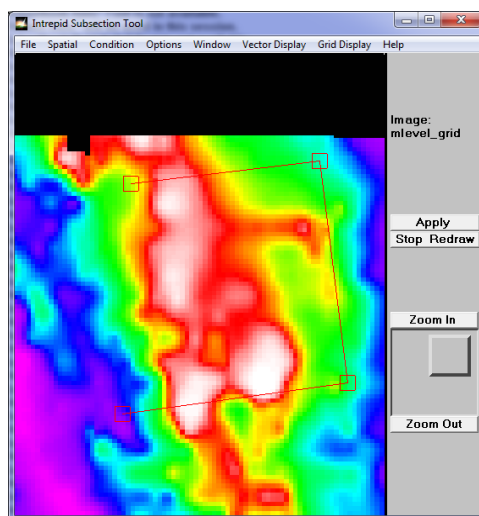 Intrepid Subsection Tool
File Spatial Condition Options Window Vector Display Grid Display Help
Image:
mlevel_grid
Apply
Stop Redraw
Zoom In
Zoom Out